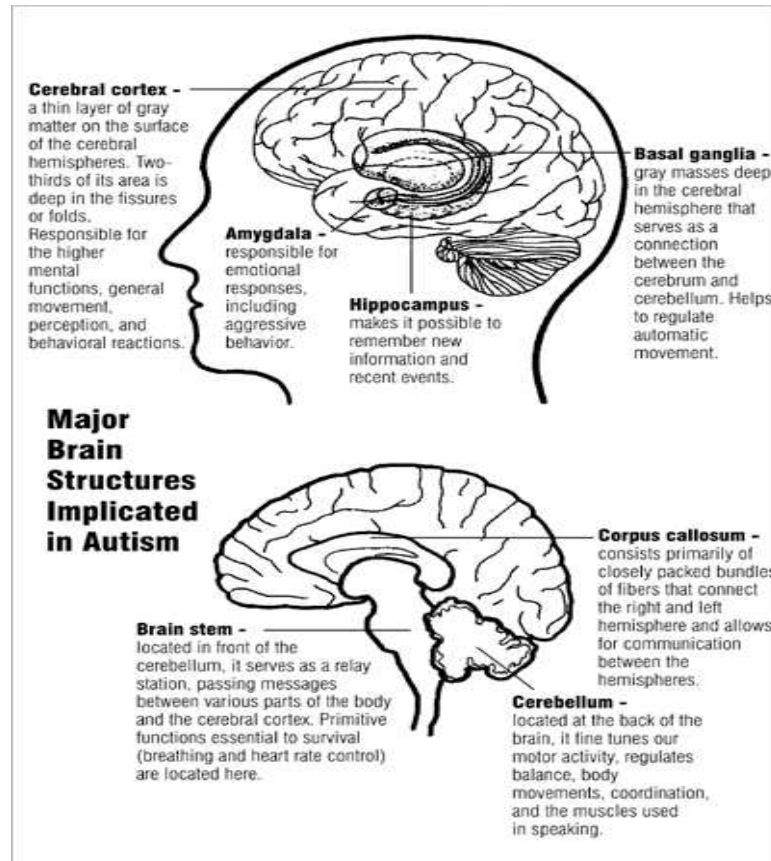 Cerebral cortex -
a thin layer of gray
matter on the surface
of the cerebral
hemispheres. Two-
thirds of its area is
deep in the fissures
or folds.
Responsible for
the higher
mental
functions, general
movement,
perception, and
behavioral reactions.
Amygdala -
responsible for
emotional
responses,
including
aggressive
behavior.
Hippocampus -
makes it possible to
remember new
information and
recent events.
Basal ganglia -
gray masses deep
in the cerebral
hemisphere that
serves as a
connection
between the
cerebrum and
cerebellum. Helps
to regulate
automatic
movement.
Major
Brain
Structures
Implicated
in Autism
Corpus callosum -
consists primarily of
closely packed bundles
of fibers that connect
the right and left
hemisphere and allows
for communication
between the
hemispheres.
Brain stem -
located in front of the
cerebellum, it serves as a relay
station, passing messages
between various parts of the body
and the cerebral cortex. Primitive
functions essential to survival
(breathing and heart rate control)
are located here.
Cerebellum -
located at the back of the
brain, it fine tunes our
motor activity, regulates
balance, body
movements, coordination,
and the muscles used
in speaking.